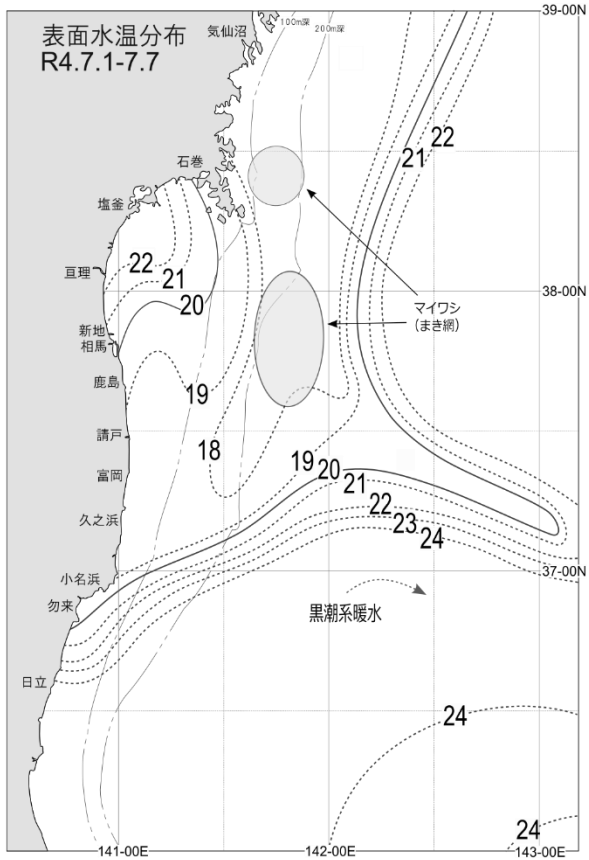 表面水温分布
R4.7.1-7.7
気仙沼
100m深
200m深
39-00N
22
21
石巻
塩釜
22
亘理
21
20
マイワシ
(まき網)
38-00N
新地
相馬
鹿島
19
請戸
18
19
20
富岡
21
22
久之浜
23
24
小名浜
37-00N
勿来
黒潮系暖水
日立
24
24
141-00E
142-00E
143-00E